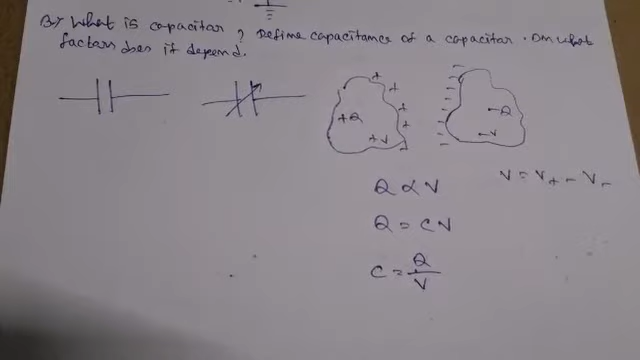 B) What is capacitor ? Define capacitance of a capacitor . On what
factors does it depend.
+Q
+V
-Q
-V
Q ∝ V
V = V+ - V-
Q = CV
C = Q/V